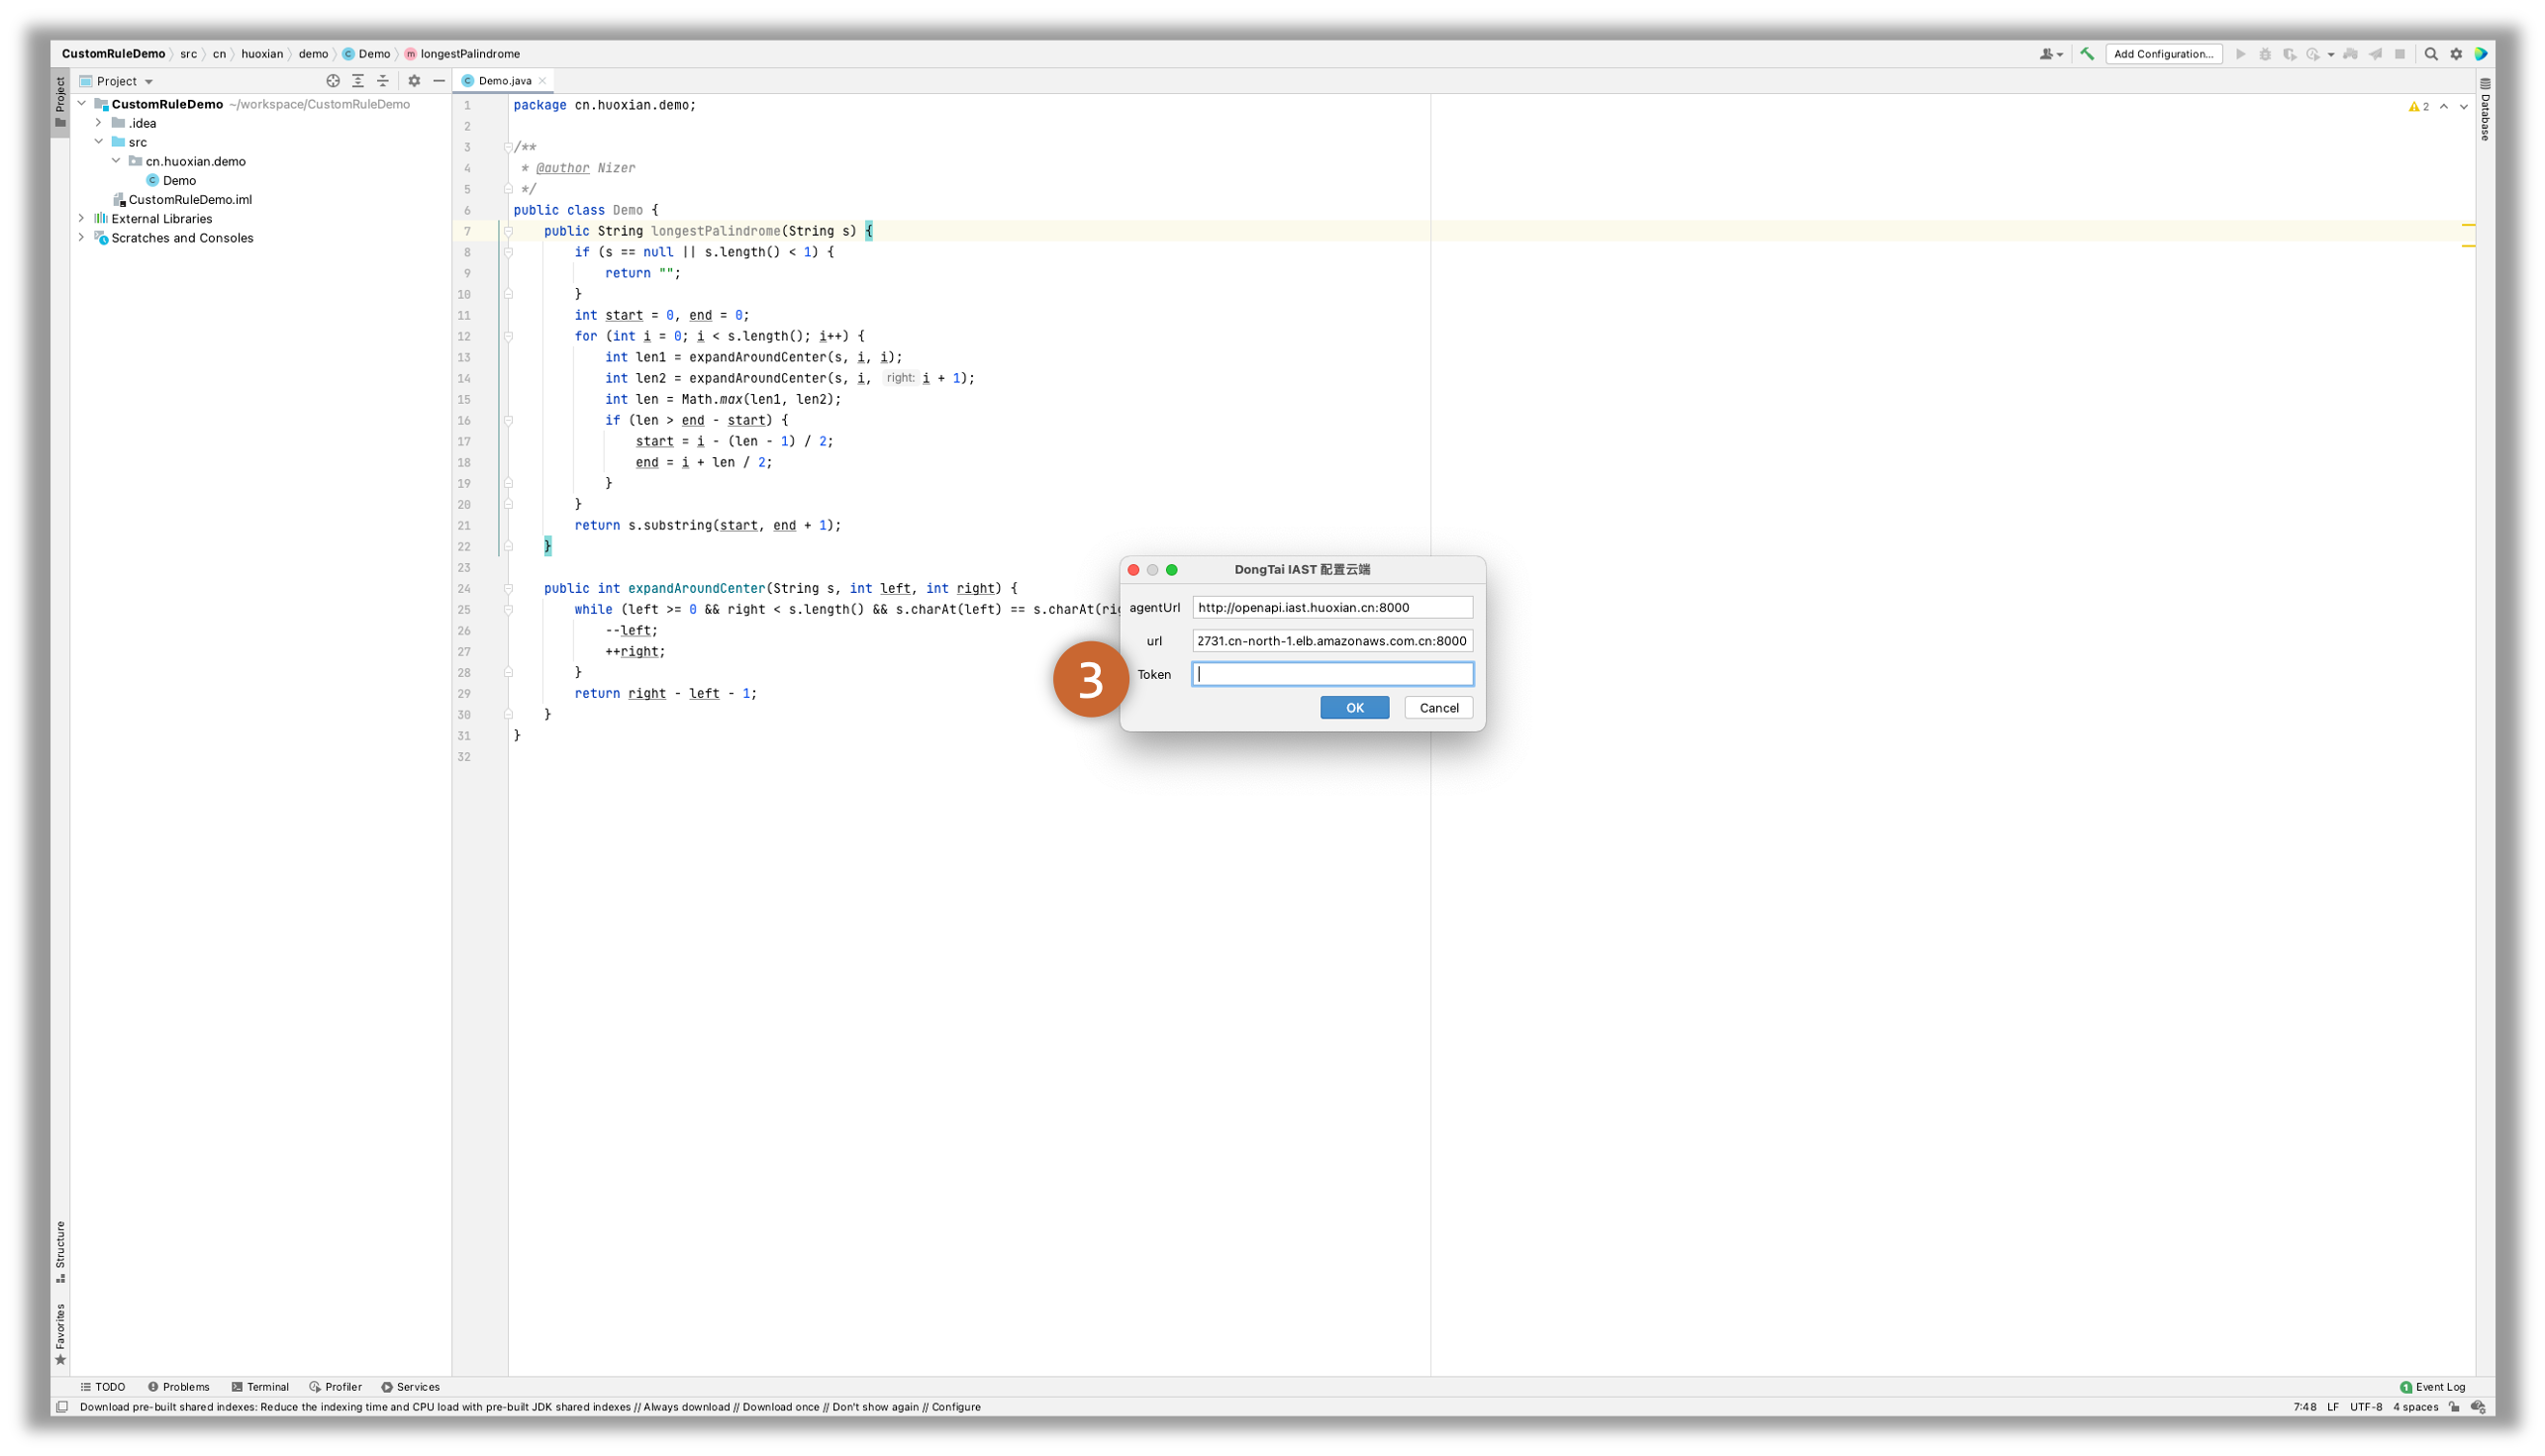 CustomRuleDemo src cn huoxian demo Demo longestPalindrome
Add Configuration...
Project
Demo.java
Project
CustomRuleDemo ~/workspace/CustomRuleDemo
.idea
src
cn.huoxian.demo
Demo
CustomRuleDemo.iml
External Libraries
Scratches and Consoles
1 package cn.huoxian.demo;
2
3 /**
4 * @author Nizer
5 */
6 public class Demo {
7 public String longestPalindrome(String s) {
8 if (s == null || s.length() < 1) {
9 return "";
10 }
11 int start = 0, end = 0;
12 for (int i = 0; i < s.length(); i++) {
13 int len1 = expandAroundCenter(s, i, i);
14 int len2 = expandAroundCenter(s, i, right: i + 1);
15 int len = Math.max(len1, len2);
16 if (len > end - start) {
17 start = i - (len - 1) / 2;
18 end = i + len / 2;
19 }
20 }
21 return s.substring(start, end + 1);
22 }
23
24 public int expandAroundCenter(String s, int left, int right) {
25 while (left >= 0 && right < s.length() && s.charAt(left) == s.charAt(ri
26 --left;
27 ++right;
28 }
29 return right - left - 1;
30 }
31 }
32
2
Database
DongTai IAST 配置云端
agentUrl http://openapi.iast.huoxian.cn:8000
url 2731.cn-north-1.elb.amazonaws.com.cn:8000
3
Token
OK Cancel
Structure
Favorites
TODO Problems Terminal Profiler Services
1 Event Log
Download pre-built shared indexes: Reduce the indexing time and CPU load with pre-built JDK shared indexes // Always download // Download once // Don't show again // Configure
7:48 LF UTF-8 4 spaces